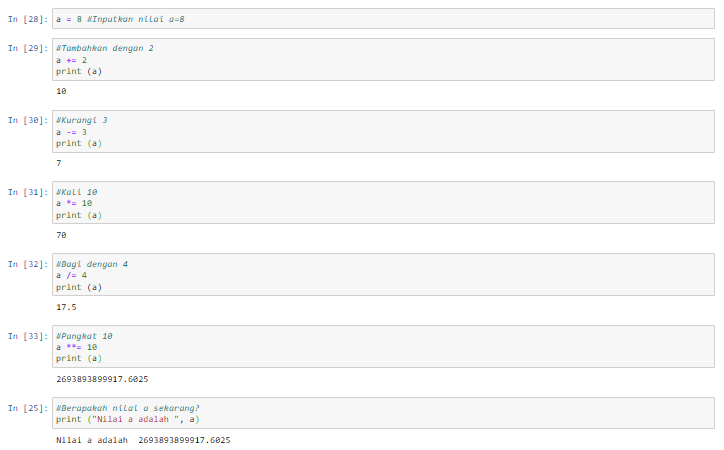 In [28]: a = 8 #Inputkan nilai a=8
In [29]: #Tambahkan dengan 2
a += 2
print (a)
10
In [30]: #Kurangi 3
a -= 3
print (a)
7
In [31]: #Kali 10
a *= 10
print (a)
70
In [32]: #Bagi dengan 4
a /= 4
print (a)
17.5
In [33]: #Pangkat 10
a **= 10
print (a)
2693893899917.6025
In [25]: #Berapakah nilai a sekarang?
print ("Nilai a adalah ", a)
Nilai a adalah  2693893899917.6025